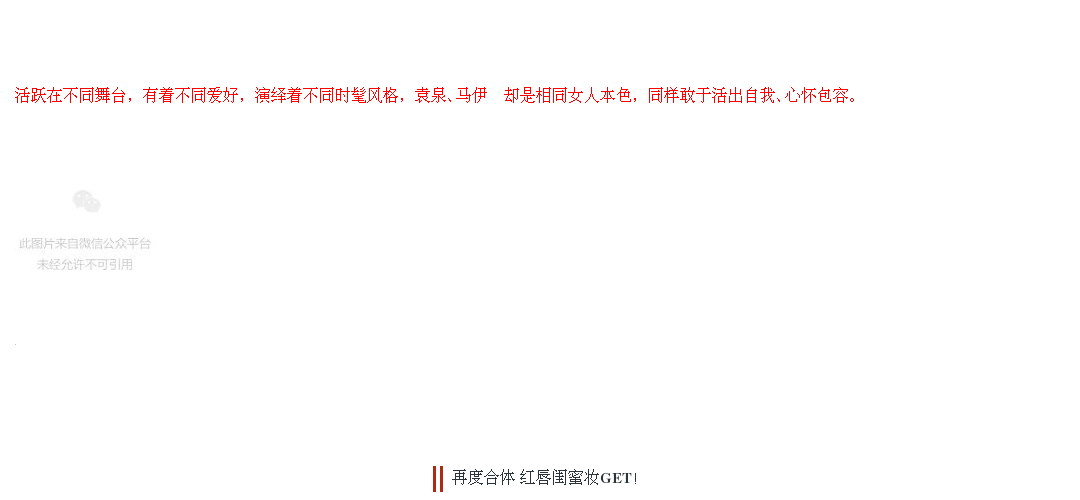 活跃在不同舞台，有着不同爱好，演绎着不同时髦风格，袁泉、马伊 却是相同女人本色，同样敢于活出自我、心怀包容。
此图片来自微信公众平台
未经允许不可引用
再度合体 红唇闺蜜妆GET!